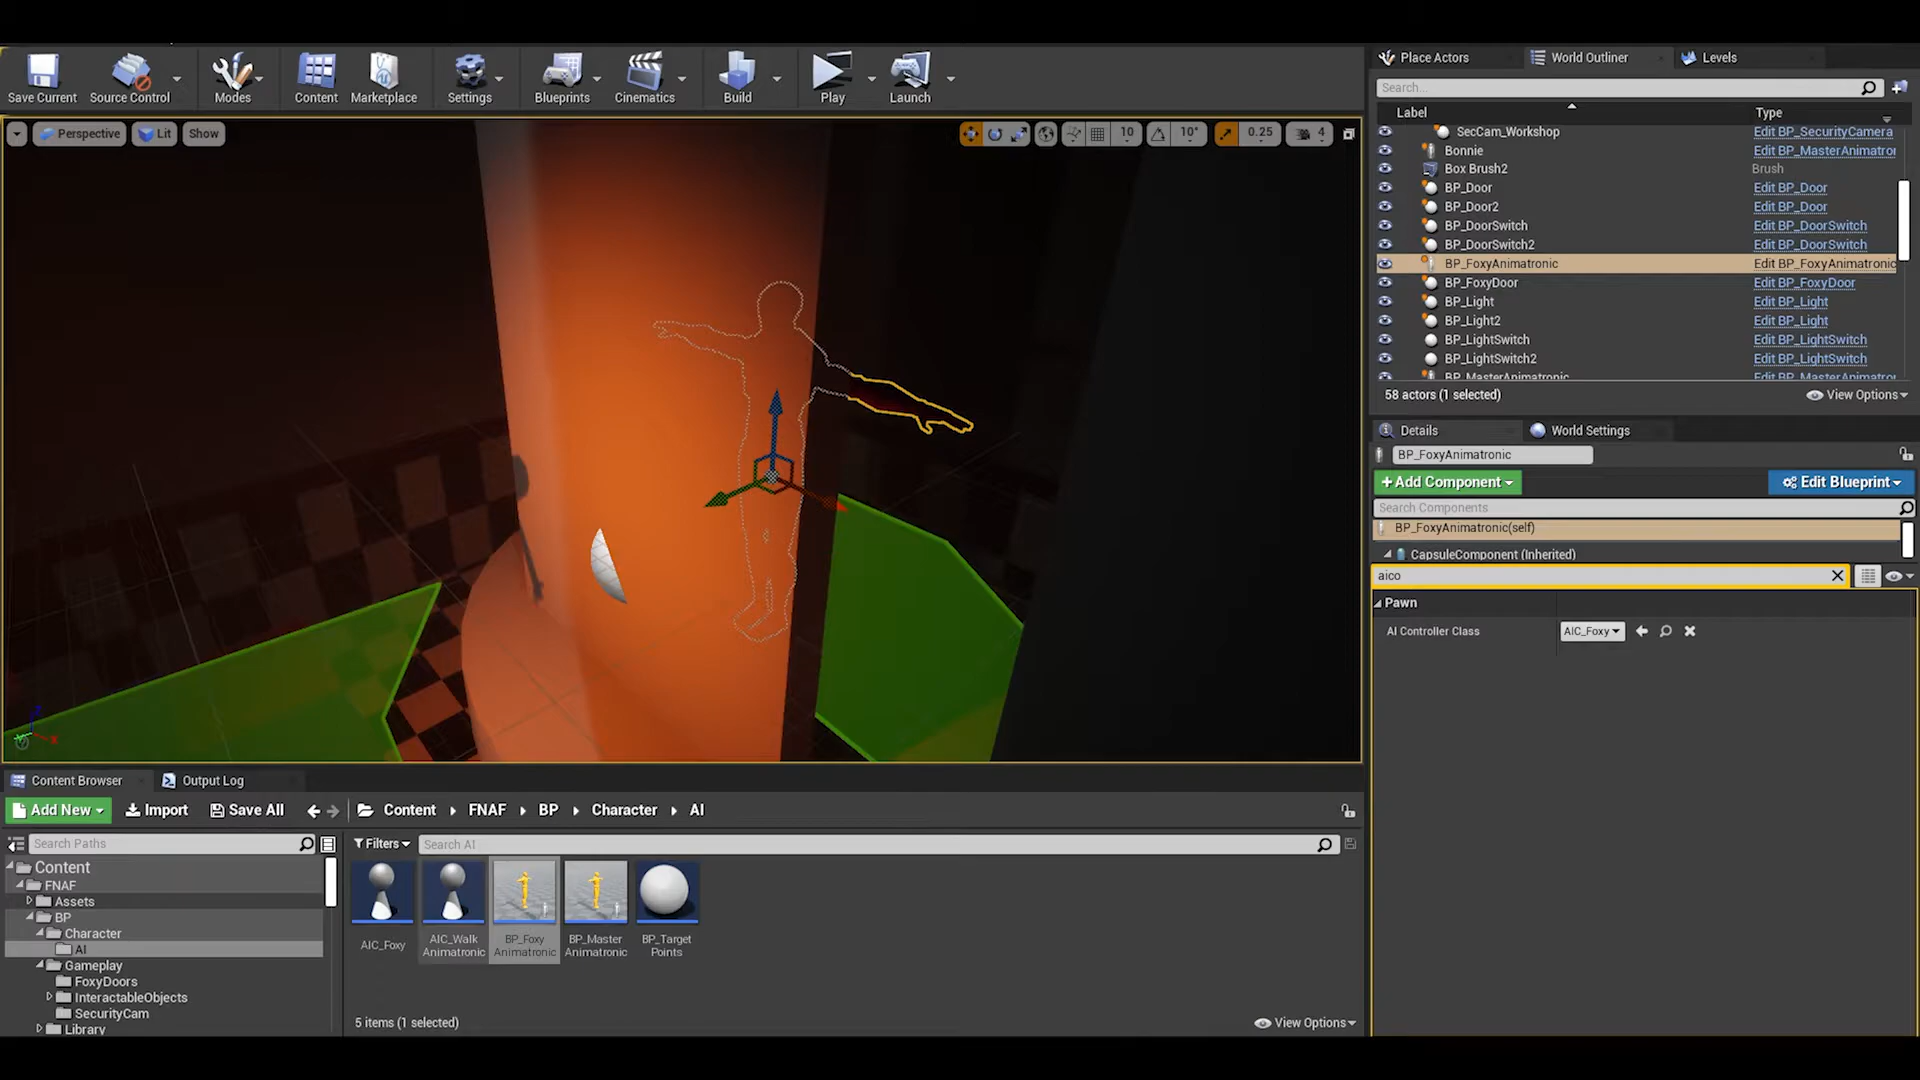 Save Current
Source Control
Modes
Content
Marketplace
Settings
Blueprints
Cinematics
Build
Play
Launch
Perspective
Lit
Show
10
10°
0.25
4
Place Actors
World Outliner
Levels
Search...
Label
Type
SecCam_Workshop Edit BP_SecurityCamera
Bonnie Edit BP_MasterAnimatron
Box Brush2 Brush
BP_Door Edit BP_Door
BP_Door2 Edit BP_Door
BP_DoorSwitch Edit BP_DoorSwitch
BP_DoorSwitch2 Edit BP_DoorSwitch
BP_FoxyAnimatronic Edit BP_FoxyAnimatronic
BP_FoxyDoor Edit BP_FoxyDoor
BP_Light Edit BP_Light
BP_Light2 Edit BP_Light
BP_LightSwitch Edit BP_LightSwitch
BP_LightSwitch2 Edit BP_LightSwitch
BP_MasterAnimatronic Edit BP_MasterAnimatron
58 actors (1 selected)
View Options
Details
World Settings
BP_FoxyAnimatronic
+Add Component
Edit Blueprint
Search Components
BP_FoxyAnimatronic(self)
CapsuleComponent (Inherited)
aico
Pawn
AI Controller Class
AIC_Foxy
Content Browser
Output Log
Add New
Import
Save All
Content
FNAF
BP
Character
AI
Search Paths
Filters
Search AI
Content
FNAF
Assets
BP
Character
AI
Gameplay
FoxyDoors
InteractableObjects
SecurityCam
Library
AIC_Foxy
AIC_Walk
Animatronic
BP_Foxy
Animatronic
BP_Master
Animatronic
BP_Target
Points
5 items (1 selected)
View Options